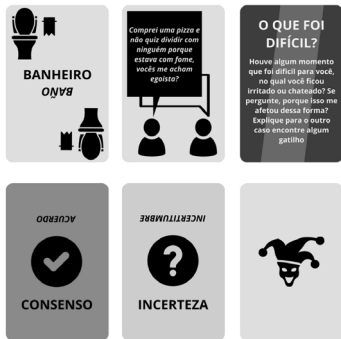 BANHEIRO
BAÑO
Comprei uma pizza e
não quiz dividir com
ninguém porque
estava com fome,
vocês me acham
egoísta?
O QUE FOI
DIFÍCIL?
Houve algum momento
que foi difícil para você,
no qual você ficou
irritado ou chateado? Se
pergunte, porque isso me
afetou dessa forma?
Explique para o outro
caso encontre algum
gatilho
ACUERDO
CONSENSO
INCERTITUMBRE
INCERTEZA